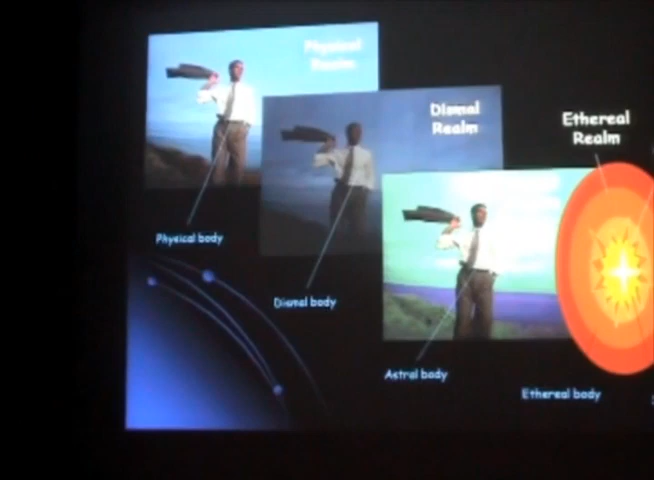 Physical
Realm
Dismal
Realm
Ethereal
Realm
Physical body
Dismal body
Astral body
Ethereal body